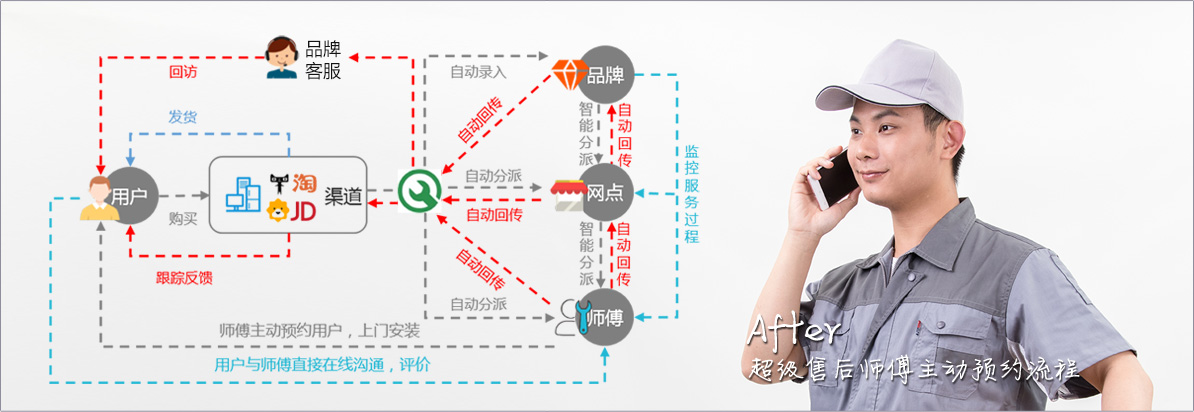 品牌
客服
回访
自动录入
品牌
发货
自动回传
智能分派
自动回传
监控服务过程
用户
购买
淘
JD
渠道
自动分派
网点
自动回传
跟踪反馈
自动回传
智能分派
自动回传
自动分派
师傅
师傅主动预约用户，上门安装
用户与师傅直接在线沟通，评价
After
超级售后师傅主动预约流程